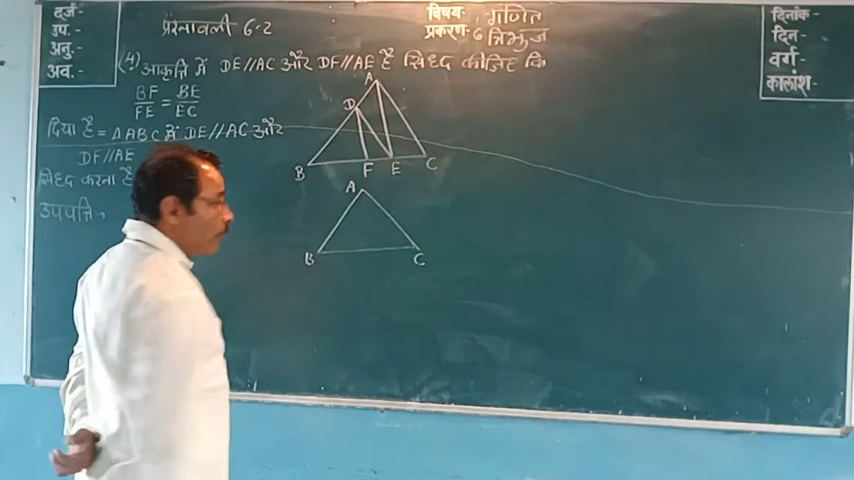 दर्ज-
उप.-
अनु-
अव.-
प्रश्नावली 6.2
विषय- गणित
प्रकरण-6 त्रिभुज
दिनांक-
दिन-
वर्ग-
कालांश-
(4) आकृति में DE//AC और DF//AE है सिध्द कीजिए कि
BF/FE = BE/EC
दिया है = △ABC में DE//AC और
DF//AE
सिध्द करना है
उपपत्ति
A
D
B F E C
A
B C